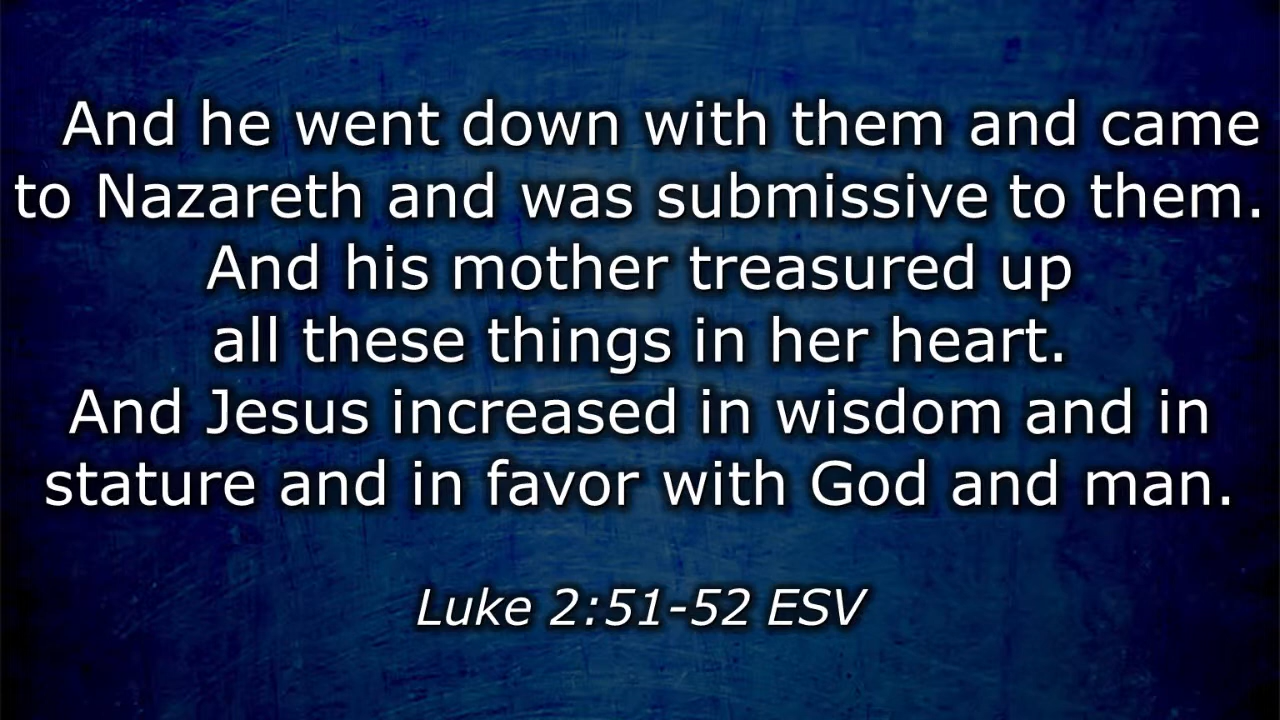 And he went down with them and came
to Nazareth and was submissive to them.
And his mother treasured up
all these things in her heart.
And Jesus increased in wisdom and in
stature and in favor with God and man.
Luke 2:51-52 ESV